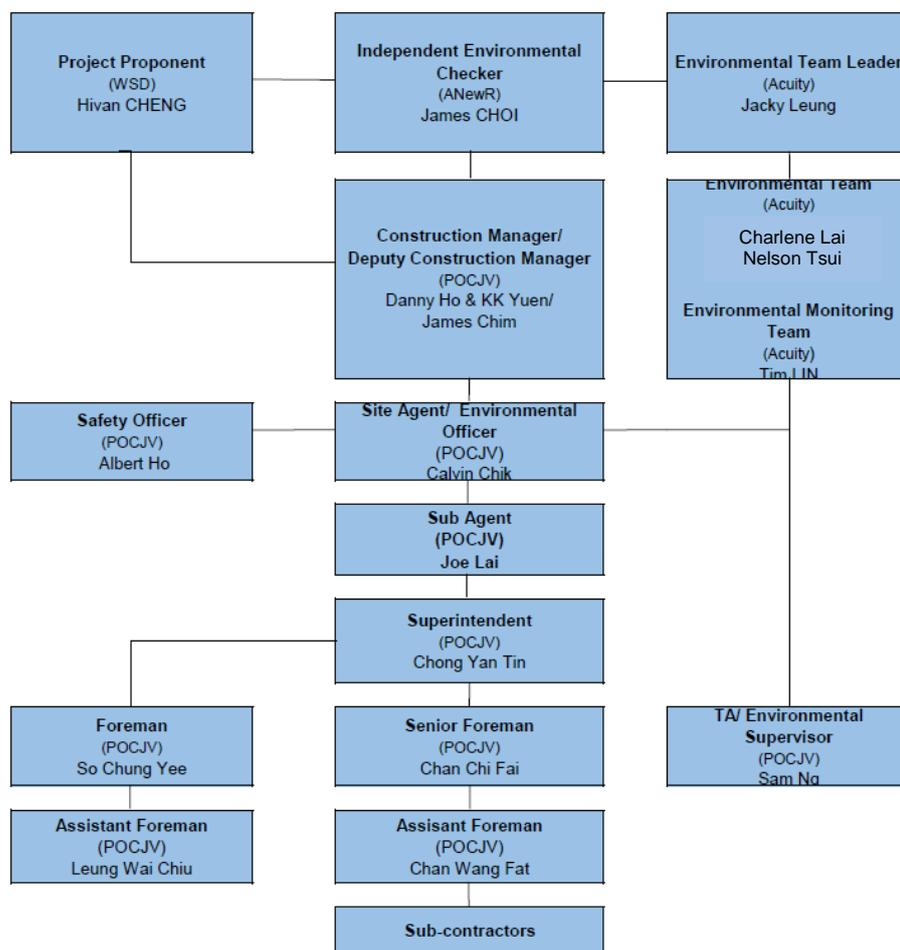 Project Proponent
(WSD)
Hivan CHENG
Independent Environmental
Checker
(ANewR)
James CHOI
Environmental Team Leader
(Acuity)
Jacky Leung
Construction Manager/
Deputy Construction Manager
(POCJV)
Danny Ho & KK Yuen/
James Chim
Environmental Team
(Acuity)
Charlene Lai
Nelson Tsui
Environmental Monitoring
Team
(Acuity)
Tim LIN
Safety Officer
(POCJV)
Albert Ho
Site Agent/ Environmental
Officer
(POCJV)
Calvin Chik
Sub Agent
(POCJV)
Joe Lai
Superintendent
(POCJV)
Chong Yan Tin
Foreman
(POCJV)
So Chung Yee
Senior Foreman
(POCJV)
Chan Chi Fai
TA/ Environmental
Supervisor
(POCJV)
Sam Ng
Assistant Foreman
(POCJV)
Leung Wai Chiu
Assisant Foreman
(POCJV)
Chan Wang Fat
Sub-contractors